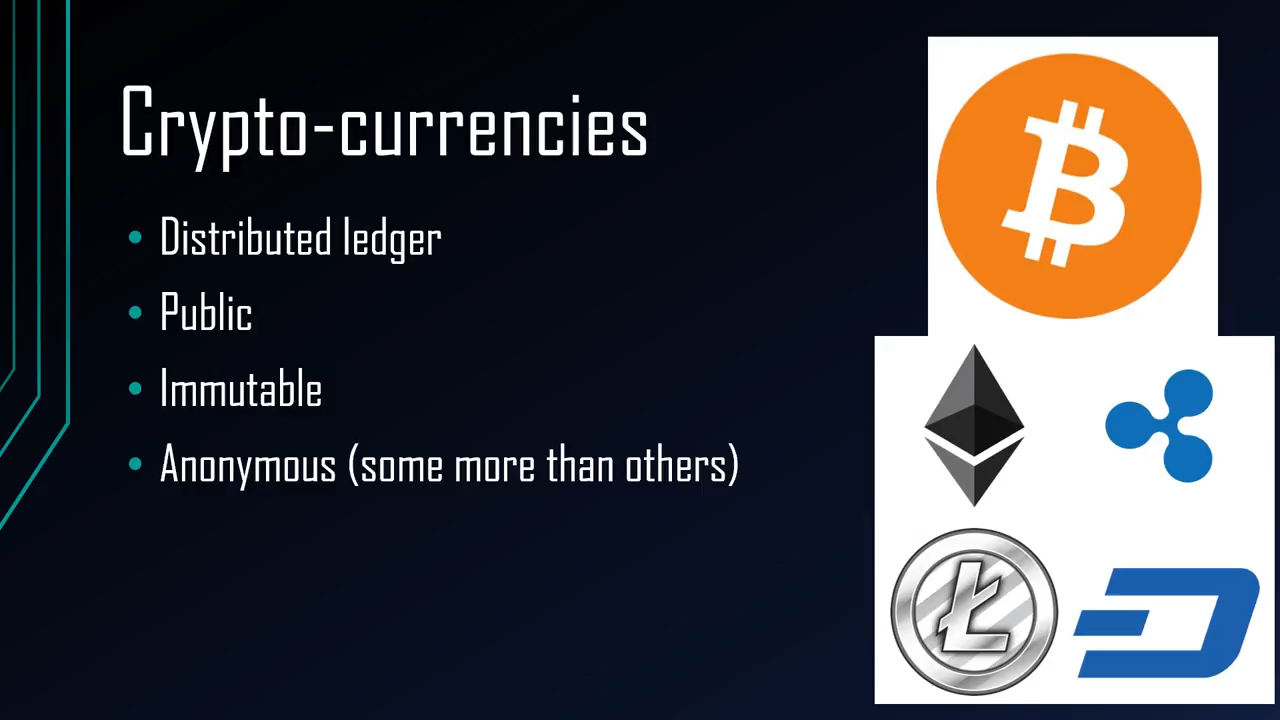 Crypto-currencies
• Distributed ledger
• Public
• Immutable
• Anonymous (some more than others)